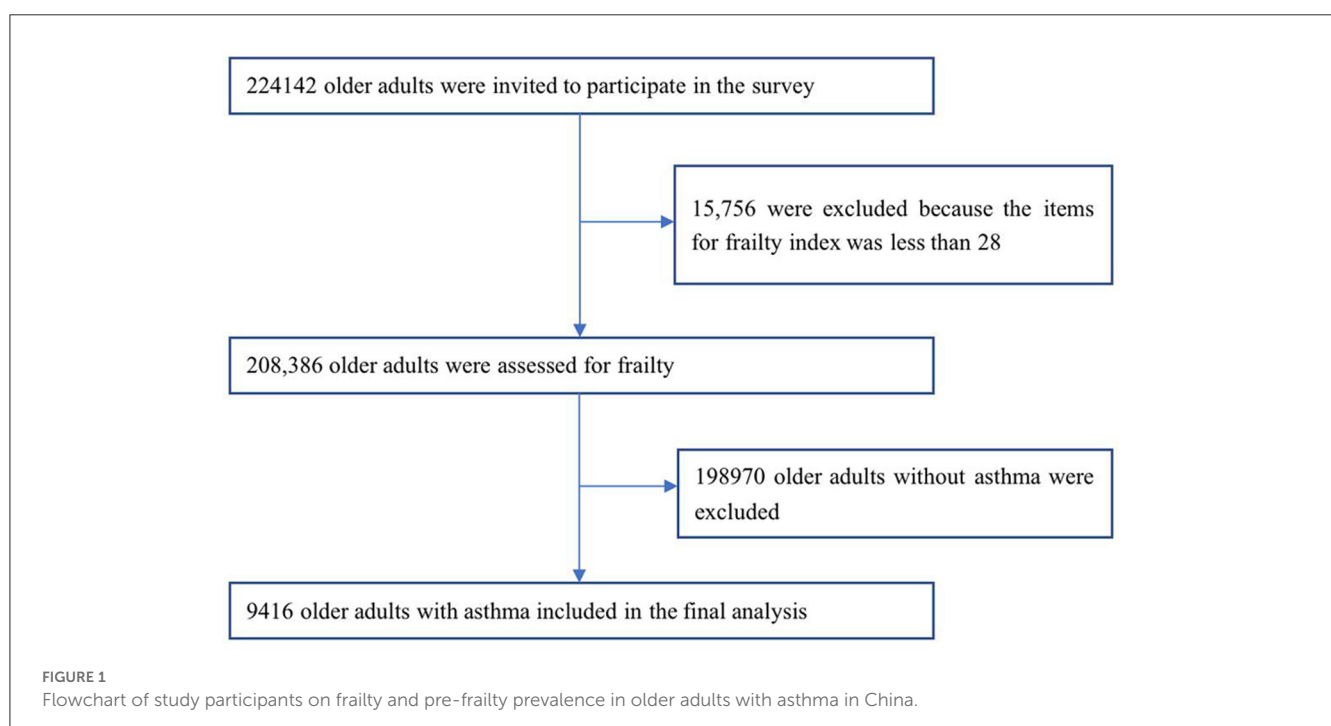 224142 older adults were invited to participate in the survey
15,756 were excluded because the items
for frailty index was less than 28
208,386 older adults were assessed for frailty
198970 older adults without asthma were
excluded
9416 older adults with asthma included in the final analysis
FIGURE 1
Flowchart of study participants on frailty and pre-frailty prevalence in older adults with asthma in China.